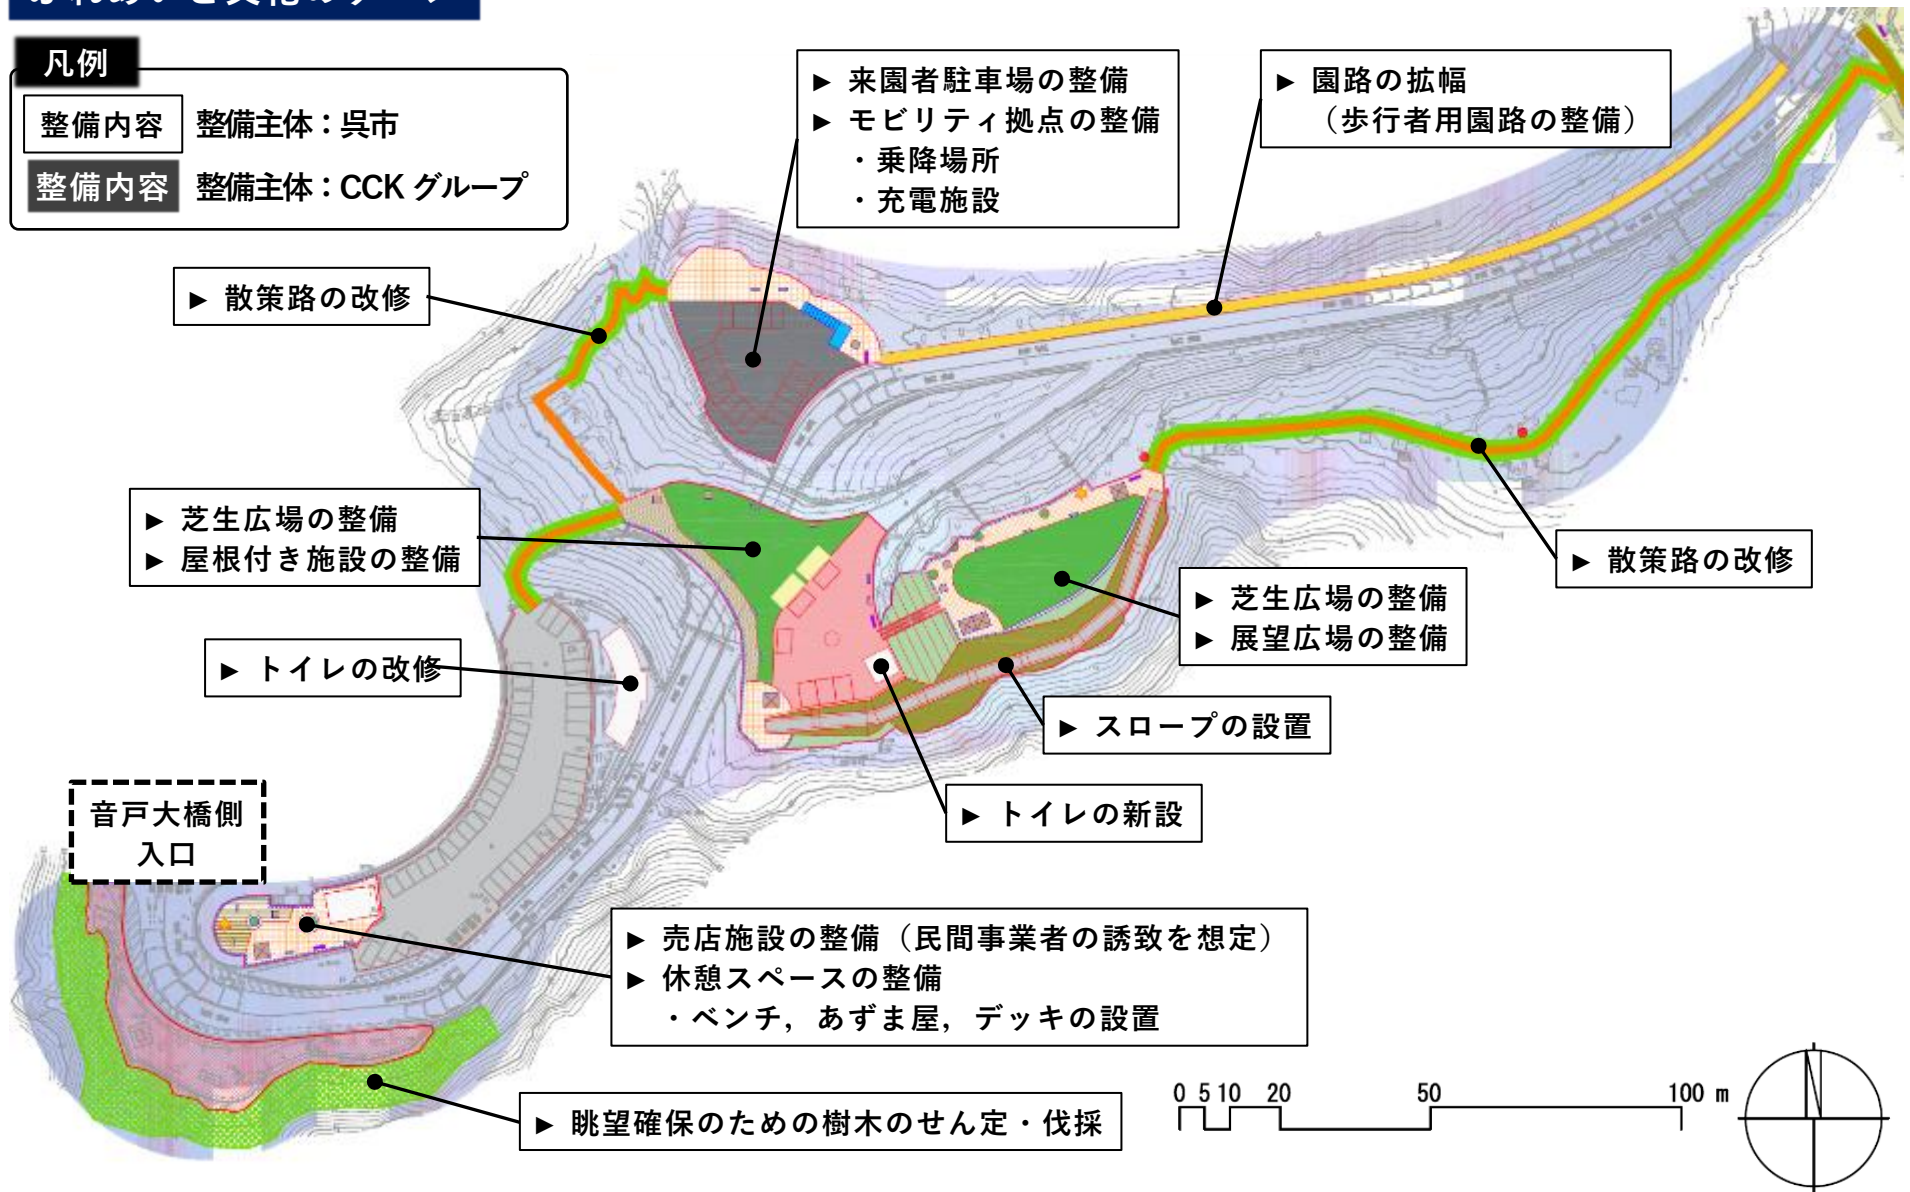 凡例
整備内容 整備主体：呉市
整備内容 整備主体：CCK グループ
▶ 来園者駐車場の整備
▶ モビリティ拠点の整備
・乗降場所
・充電施設
▶ 園路の拡幅
（歩行者用園路の整備）
▶ 散策路の改修
▶ 芝生広場の整備
▶ 屋根付き施設の整備
▶ 散策路の改修
▶ 芝生広場の整備
▶ 展望広場の整備
▶ トイレの改修
▶ スロープの設置
▶ トイレの新設
音戸大橋側
入口
▶ 売店施設の整備（民間事業者の誘致を想定）
▶ 休憩スペースの整備
・ベンチ，あずま屋，デッキの設置
▶ 眺望確保のための樹木のせん定・伐採
0 5 10 20 50 100 m